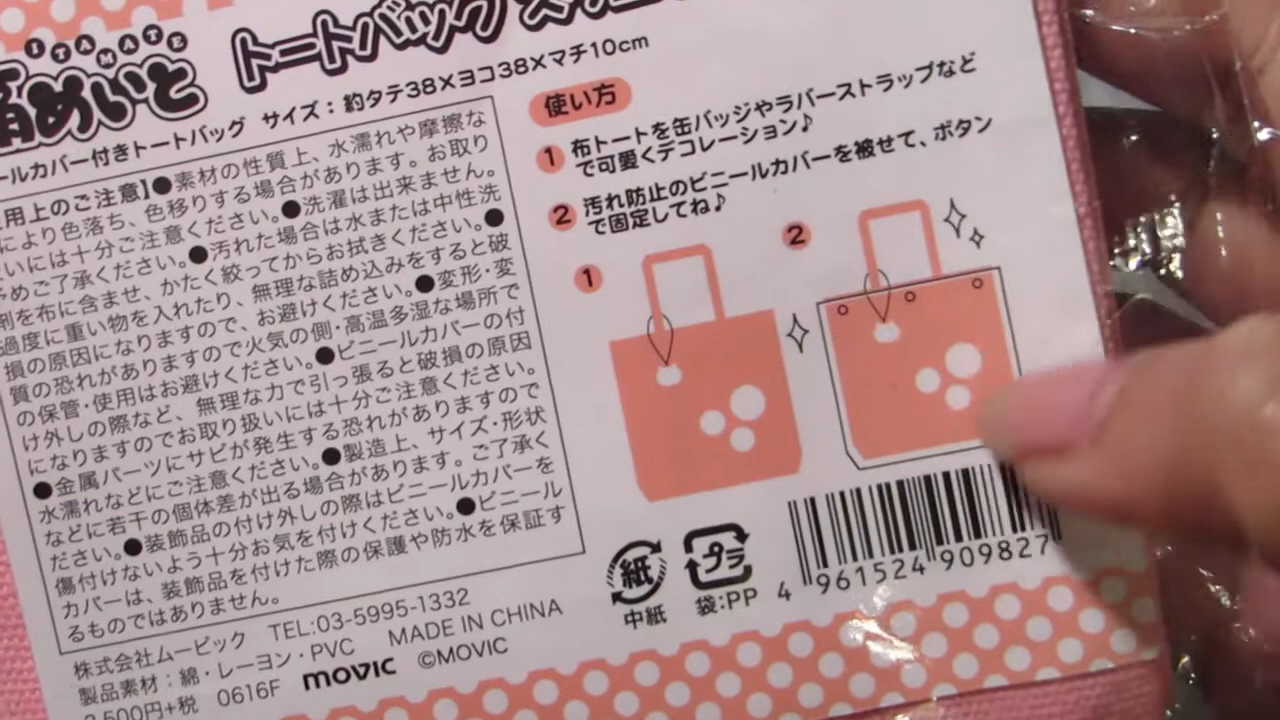 ITAMATE
痛めいと トートバッグ
ールカバー付きトートバッグ サイズ：約タテ38×ヨコ38×マチ10cm
用上のご注意】●素材の性質上、水濡れや摩擦な
により色落ち、色移りする場合があります。お取り
いには十分ご注意ください。●洗濯は出来ません。
予めご了承ください。●汚れた場合は水または中性洗
剤を布に含ませ、かたく絞ってからお拭きください。●
過度に重い物を入れたり、無理な詰め込みをすると破
損の原因になりますので、お避けください。●変形・変
質の恐れがありますので火気の側・高温多湿な場所で
の保管・使用はお避けください。●ビニールカバーの付
け外しの際など、無理な力で引っ張ると破損の原因
になりますのでお取り扱いには十分ご注意ください。
●金属パーツにサビが発生する恐れがありますので
水濡れなどにご注意ください。●製造上、サイズ・形状
などに若干の個体差が出る場合があります。ご了承く
ださい。●装飾品の付け外しの際はビニールカバーを
傷付けないよう十分お気を付けください。●ビニール
カバーは、装飾品を付けた際の保護や防水を保証す
るものではありません。
株式会社ムービック TEL:03-5995-1332
製品素材：綿・レーヨン・PVC MADE IN CHINA
2,500円+税 0616F movic ©MOVIC
使い方
1 布トートを缶バッジやラバーストラップなど
で可愛くデコレーション♪
2 汚れ防止のビニールカバーを被せて、ボタン
で固定してね♪
1
2
紙 プラ
中紙 袋:PP
4 961524 909827